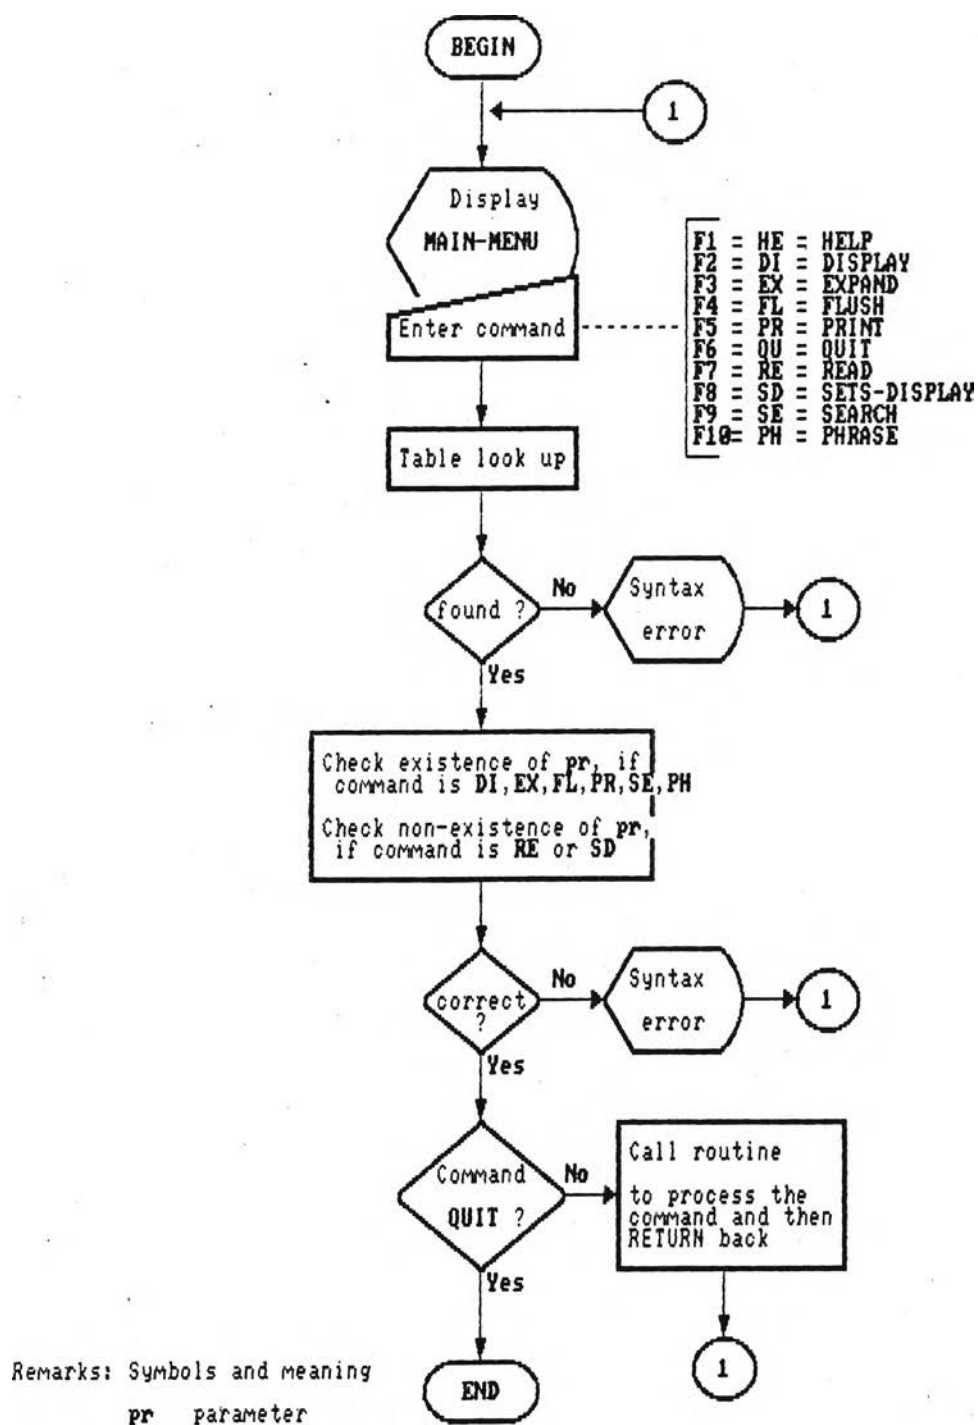 BEGIN
1
Display
MAIN-MENU
Enter command
F1 = HE = HELP
F2 = DI = DISPLAY
F3 = EX = EXPAND
F4 = FL = FLUSH
F5 = PR = PRINT
F6 = QU = QUIT
F7 = RE = READ
F8 = SD = SETS-DISPLAY
F9 = SE = SEARCH
F10= PH = PHRASE
Table look up
found ?
No
Syntax
error
1
Yes
Check existence of pr, if
command is DI,EX,FL,PR,SE,PH
Check non-existence of pr,
if command is RE or SD
correct
?
No
Syntax
error
1
Yes
Command
QUIT ?
No
Call routine
to process the
command and then
RETURN back
Yes
1
END
Remarks: Symbols and meaning
pr parameter